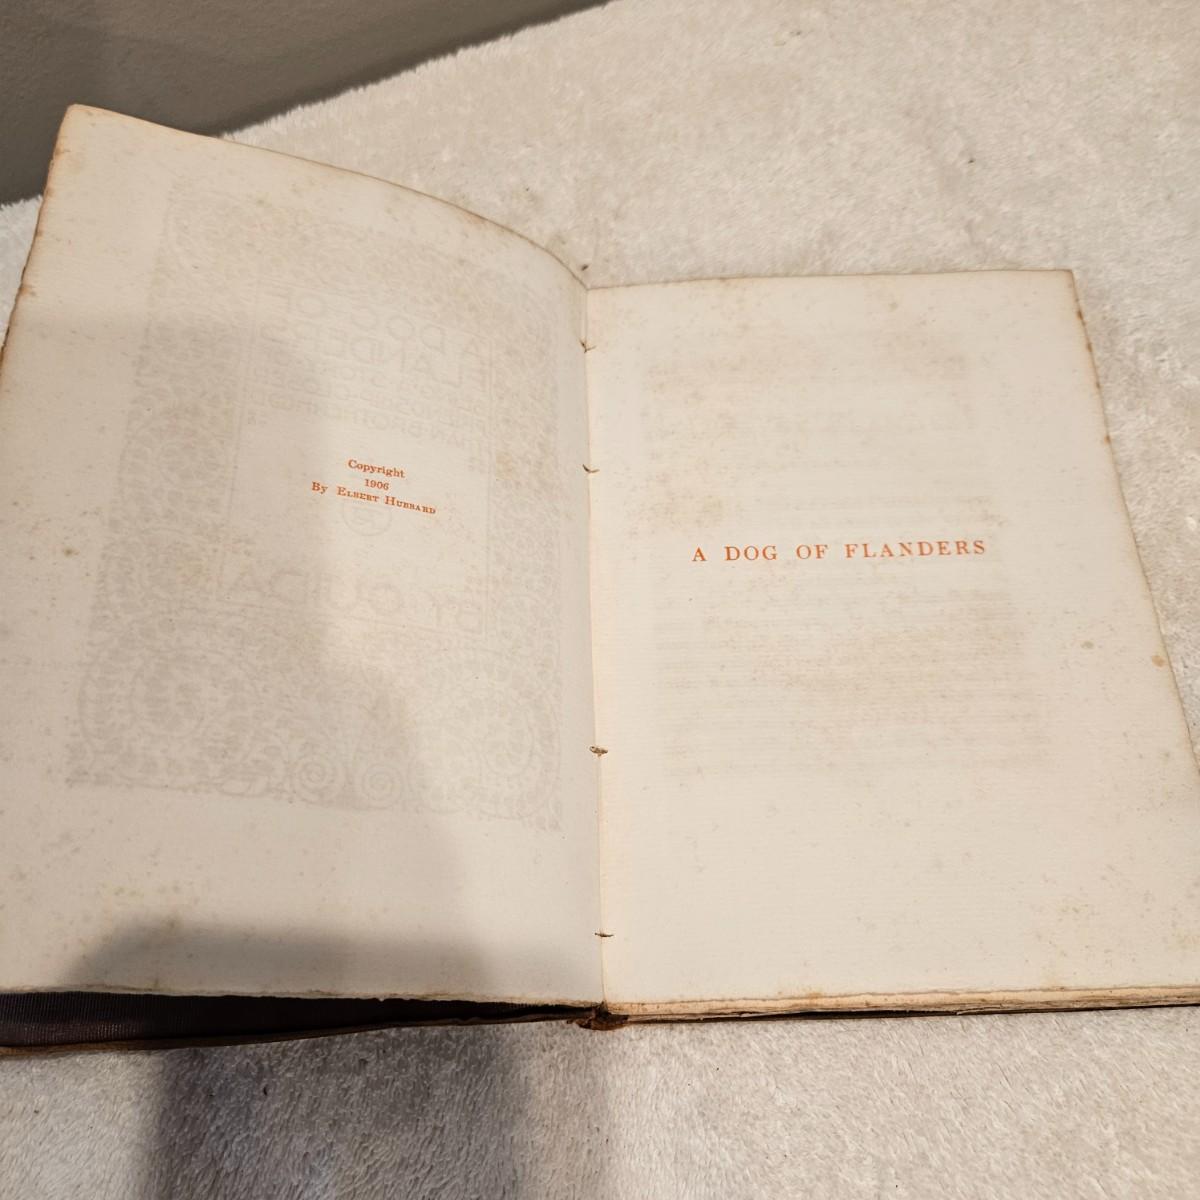 Copyright
1906
By Elbert Hubbard
A DOG OF FLANDERS